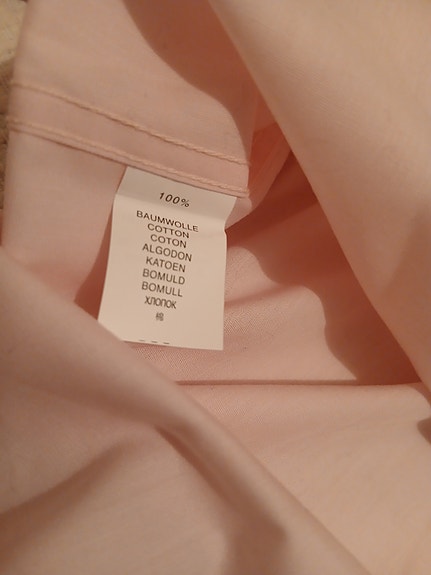 100%
BAUMWOLLE
COTTON
COTON
ALGODON
KATOEN
BOMULD
BOMULL
ХЛОПОК
棉